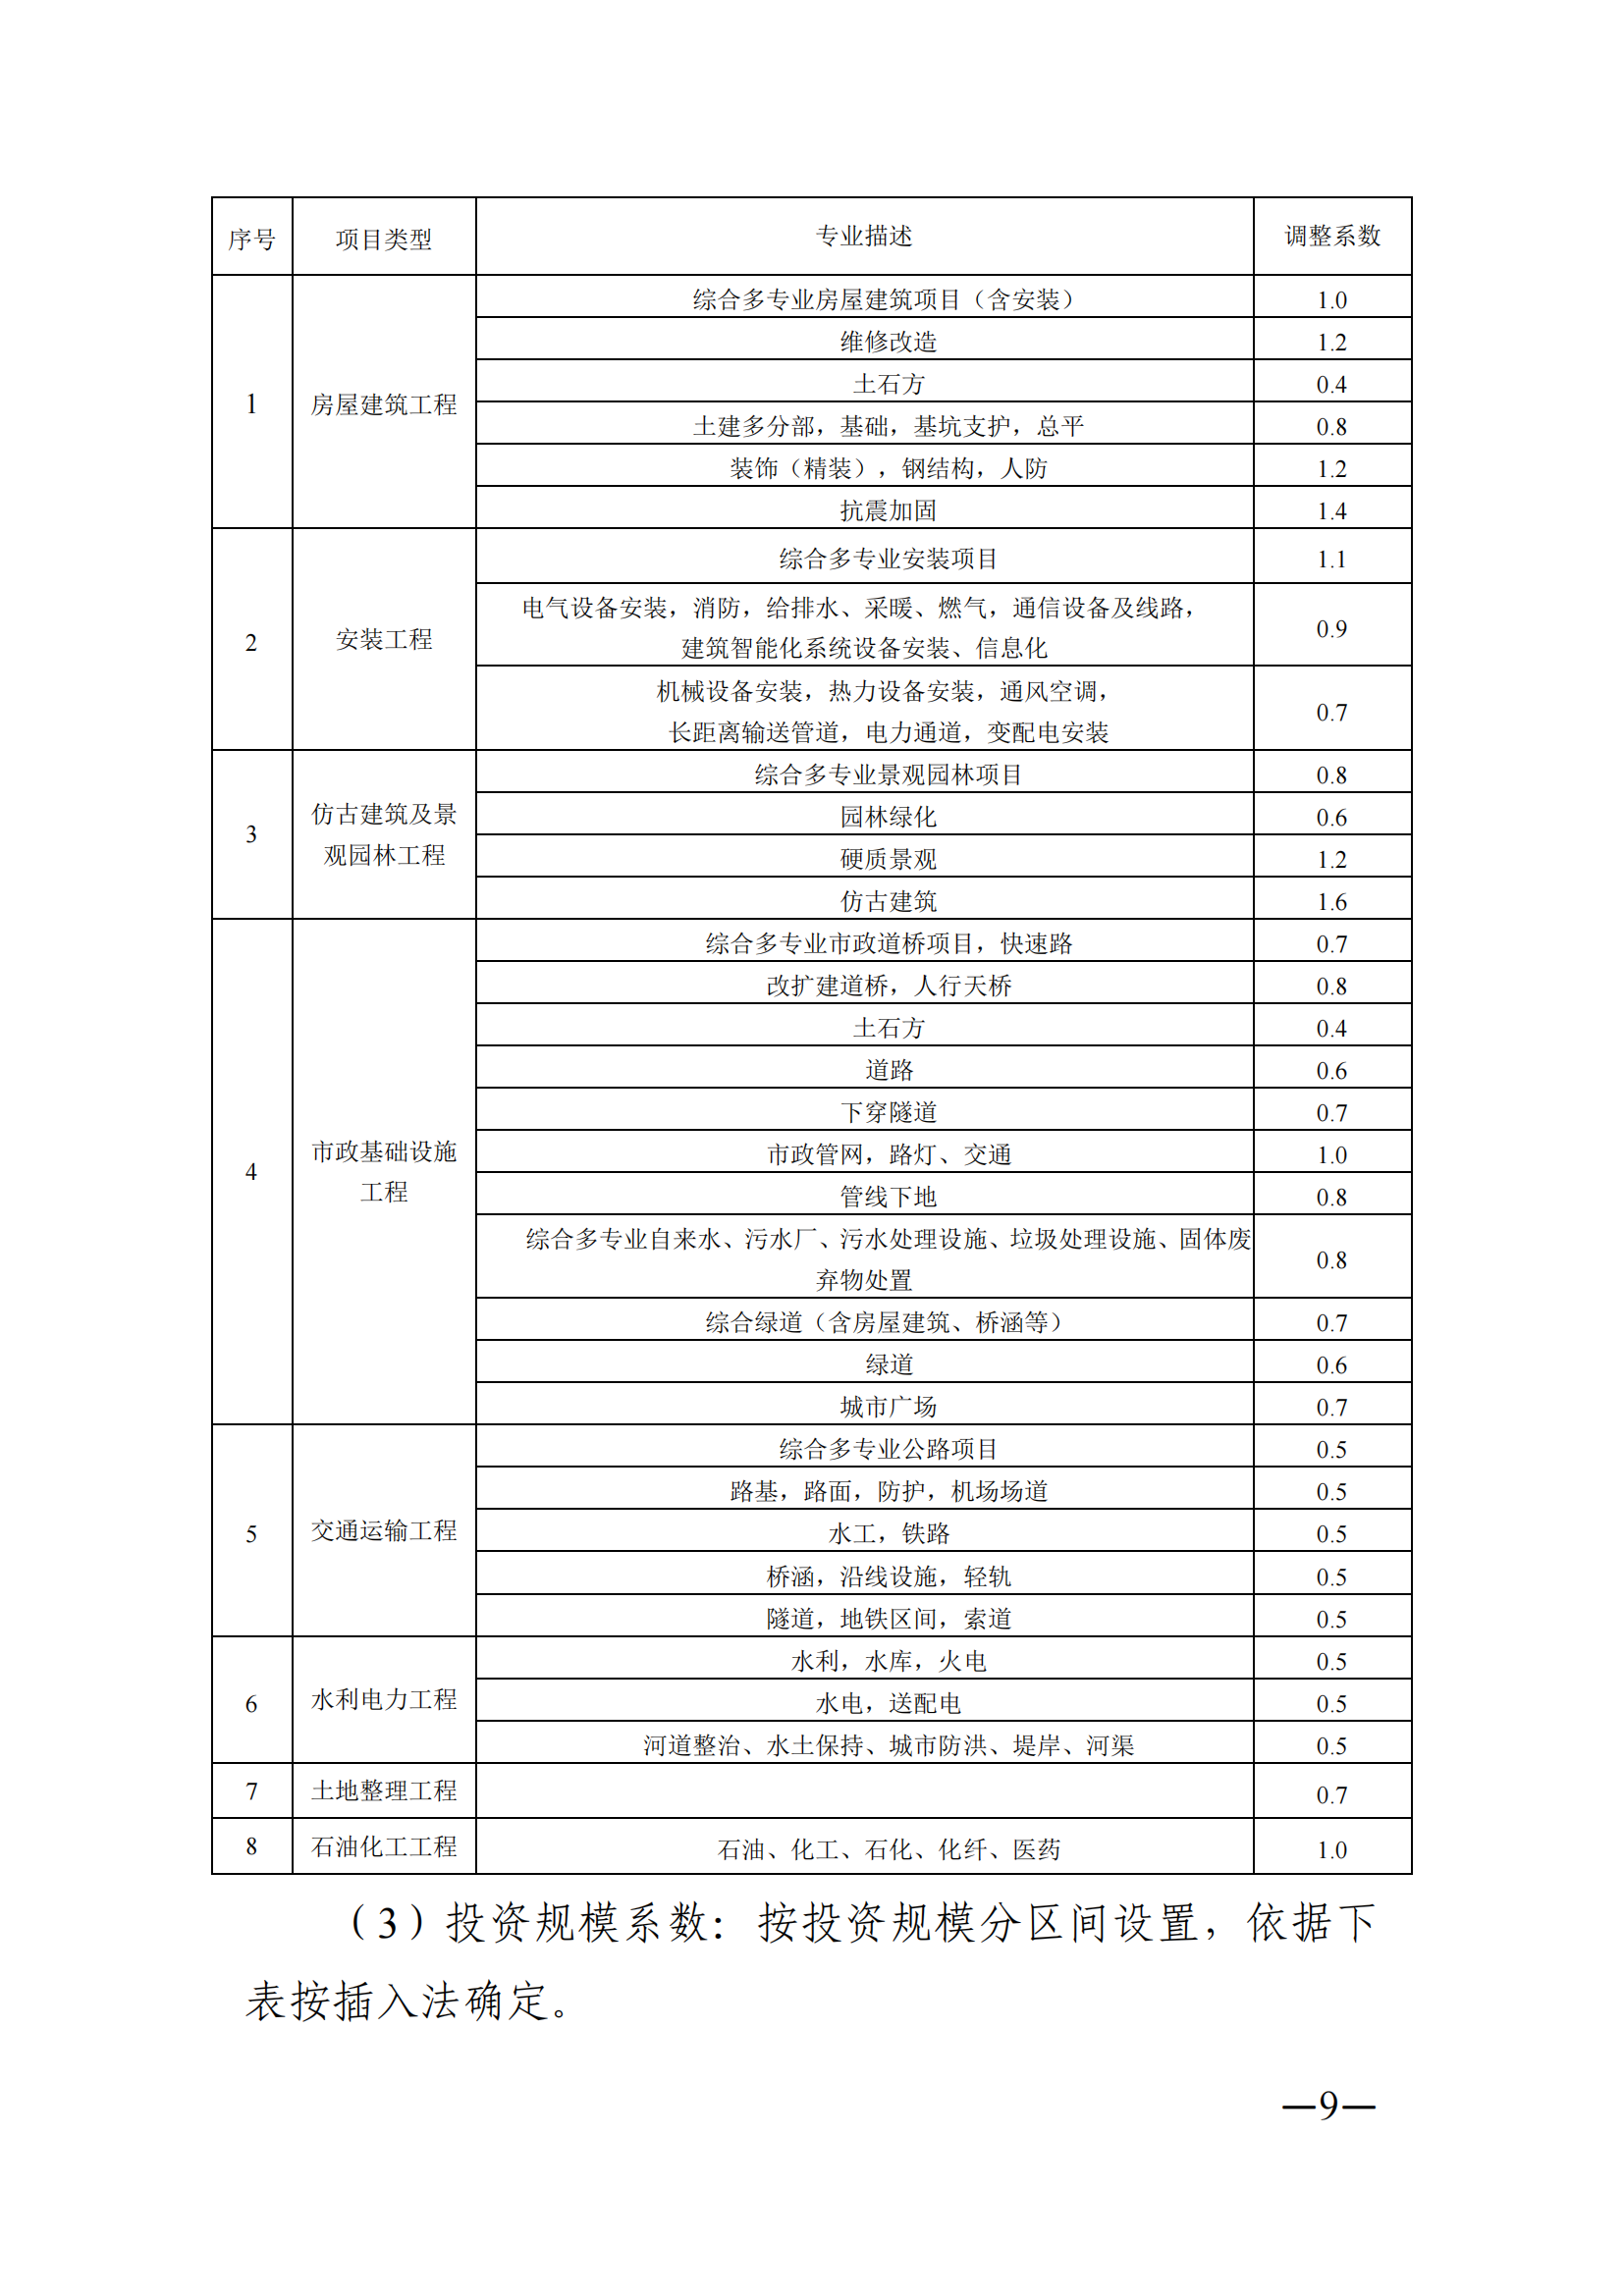 序号 项目类型 专业描述 调整系数
1 房屋建筑工程 综合多专业房屋建筑项目（含安装） 1.0
维修改造 1.2
土石方 0.4
土建多分部，基础，基坑支护，总平 0.8
装饰（精装），钢结构，人防 1.2
抗震加固 1.4
2 安装工程 综合多专业安装项目 1.1
电气设备安装，消防，给排水、采暖、燃气，通信设备及线路，
建筑智能化系统设备安装、信息化 0.9
机械设备安装，热力设备安装，通风空调，
长距离输送管道，电力通道，变配电安装 0.7
3 仿古建筑及景
观园林工程 综合多专业景观园林项目 0.8
园林绿化 0.6
硬质景观 1.2
仿古建筑 1.6
4 市政基础设施
工程 综合多专业市政道桥项目，快速路 0.7
改扩建道桥，人行天桥 0.8
土石方 0.4
道路 0.6
下穿隧道 0.7
市政管网，路灯、交通 1.0
管线下地 0.8
综合多专业自来水、污水厂、污水处理设施、垃圾处理设施、固体废
弃物处置 0.8
综合绿道（含房屋建筑、桥涵等） 0.7
绿道 0.6
城市广场 0.7
5 交通运输工程 综合多专业公路项目 0.5
路基，路面，防护，机场场道 0.5
水工，铁路 0.5
桥涵，沿线设施，轻轨 0.5
隧道，地铁区间，索道 0.5
6 水利电力工程 水利，水库，火电 0.5
水电，送配电 0.5
河道整治、水土保持、城市防洪、堤岸、河渠 0.5
7 土地整理工程 0.7
8 石油化工工程 石油、化工、石化、化纤、医药 1.0
（3）投资规模系数：按投资规模分区间设置，依据下
表按插入法确定。
—9—